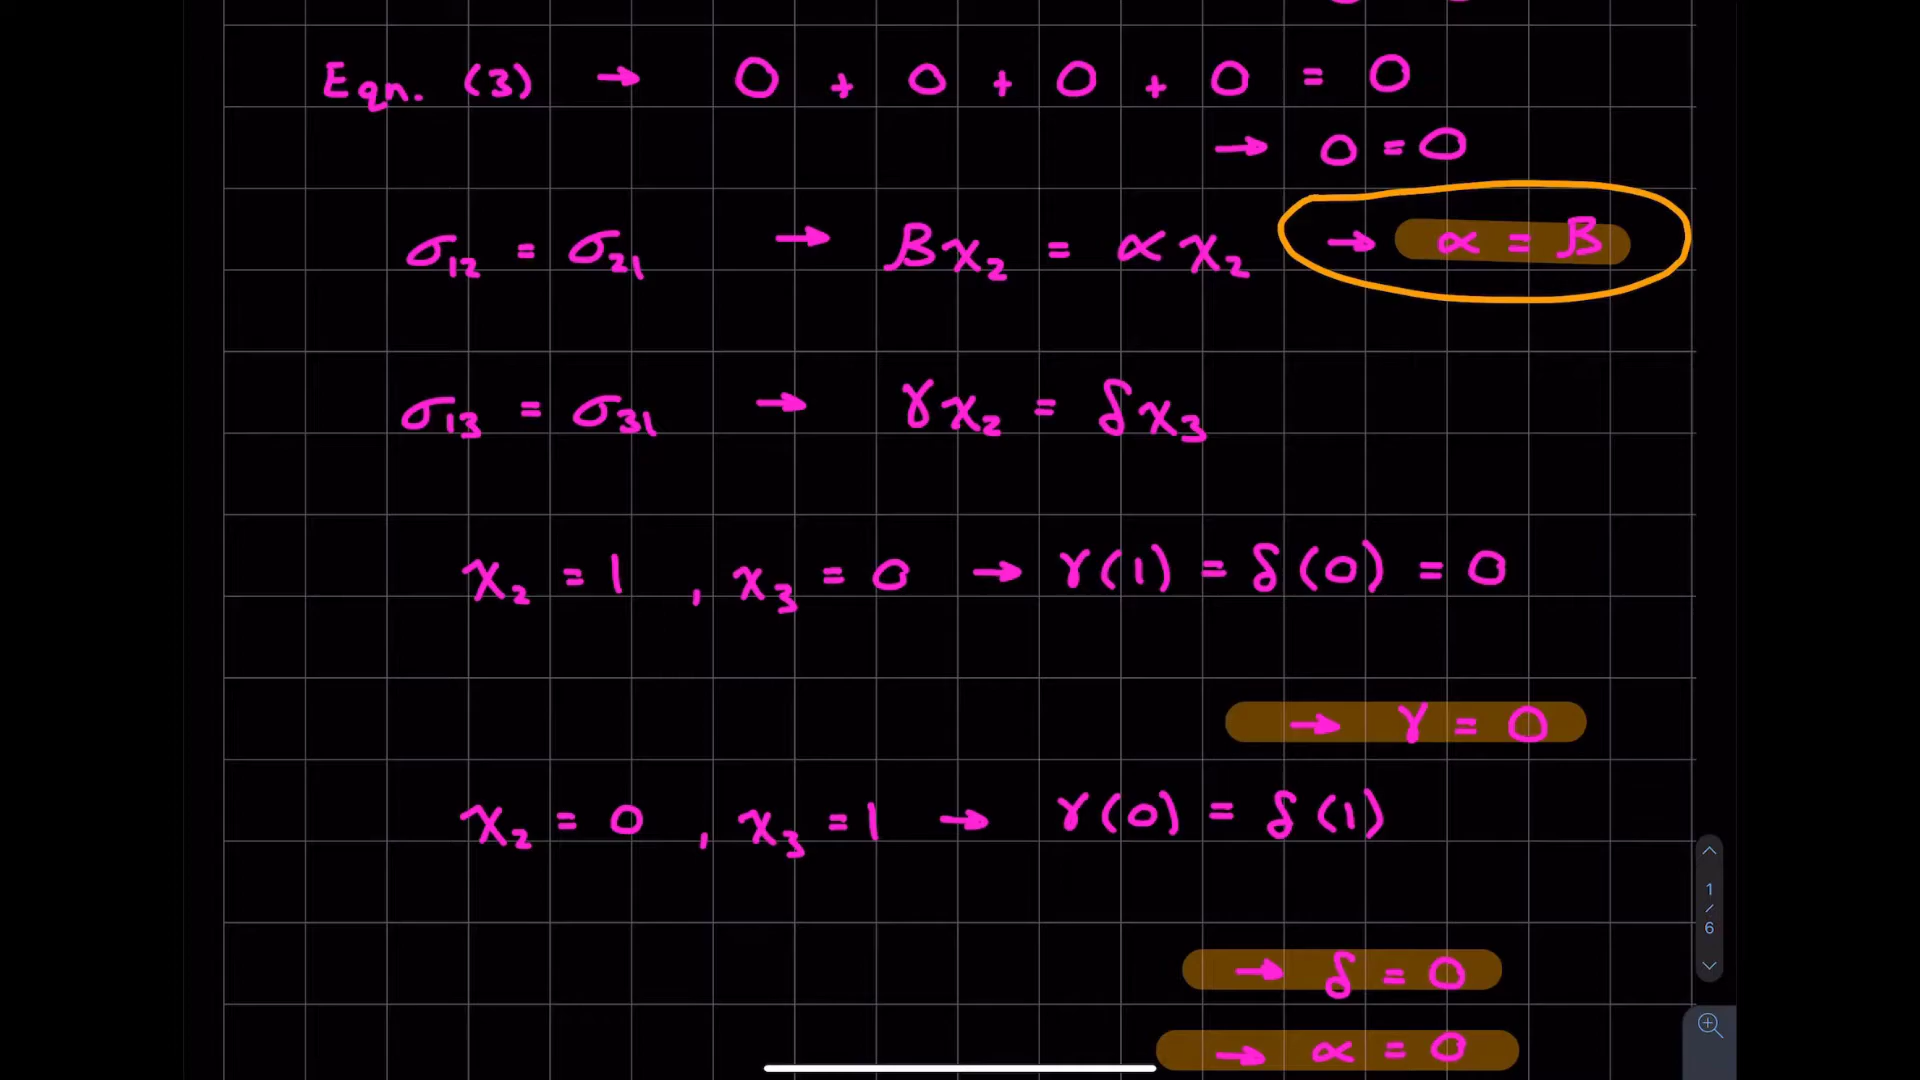 Eqn. (3) → 0 + 0 + 0 + 0 = 0
→ 0 = 0
σ₁₂ = σ₂₁ → βx₂ = αx₂ → α = β
σ₁₃ = σ₃₁ → γx₂ = δx₃
x₂ = 1 , x₃ = 0 → γ(1) = δ(0) = 0
→ γ = 0
x₂ = 0 , x₃ = 1 → γ(0) = δ(1)
→ δ = 0
→ α = 0
1
/
6